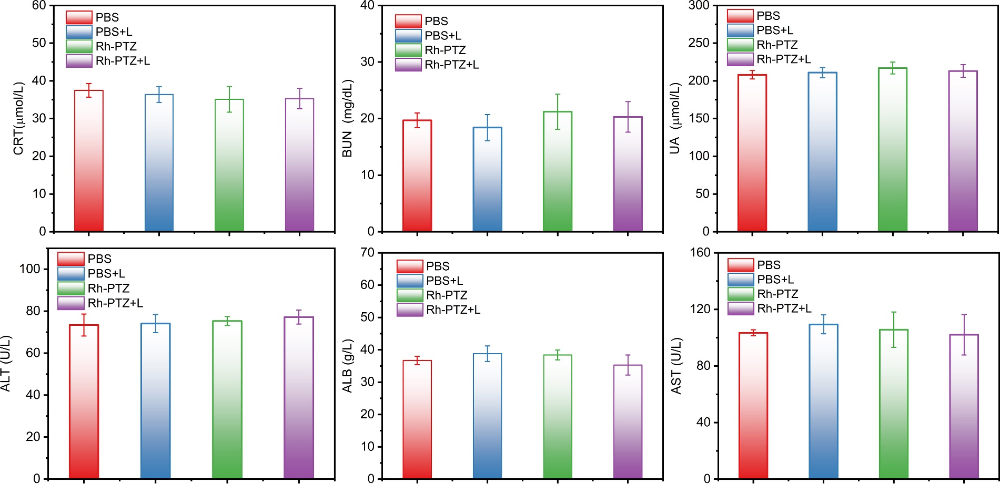 60
50
40
30
20
10
0
CRT(μmol/L)
PBS
PBS+L
Rh-PTZ
Rh-PTZ+L
40
30
20
10
0
BUN (mg/dL)
PBS
PBS+L
Rh-PTZ
Rh-PTZ+L
300
250
200
150
100
50
0
UA (μmol/L)
PBS
PBS+L
Rh-PTZ
Rh-PTZ+L
100
80
60
40
20
0
ALT (U/L)
PBS
PBS+L
Rh-PTZ
Rh-PTZ+L
70
60
50
40
30
20
10
0
ALB (g/L)
PBS
PBS+L
Rh-PTZ
Rh-PTZ+L
160
120
80
40
0
AST (U/L)
PBS
PBS+L
Rh-PTZ
Rh-PTZ+L